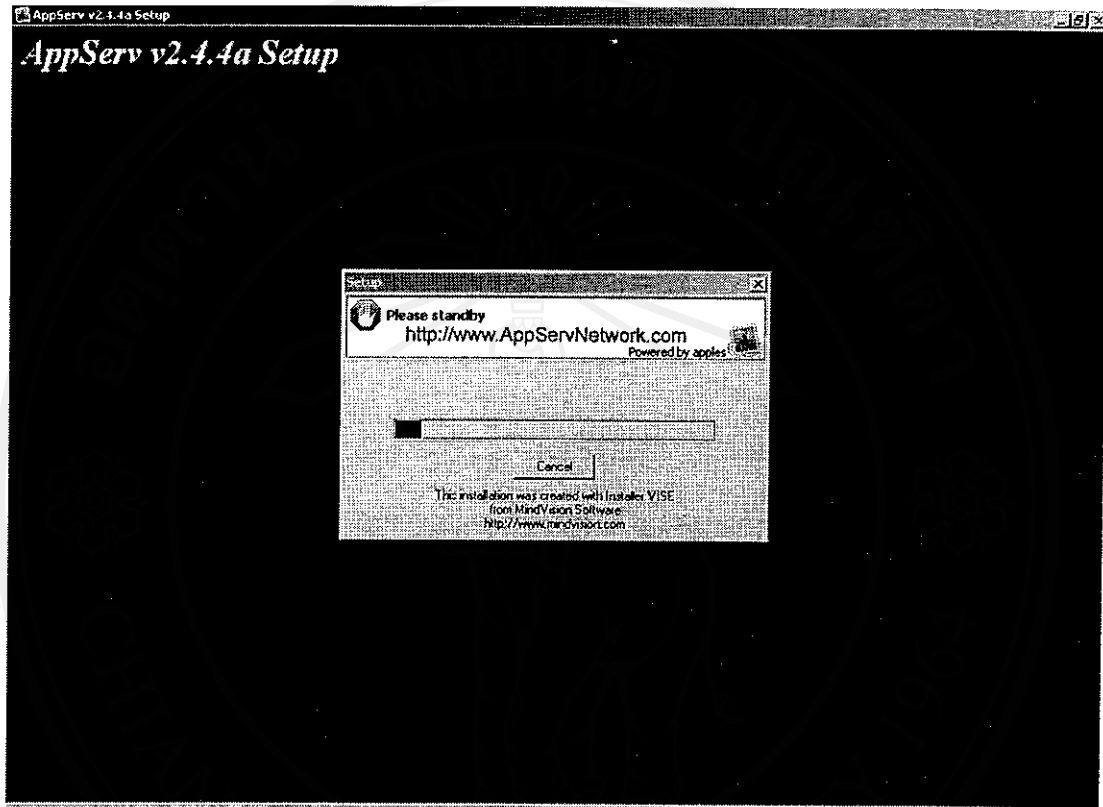 AppServ v2.4.4a Setup
AppServ v2.4.4a Setup
Setup
Please standby
http://www.AppServNetwork.com
Powered by apples
Cancel
This installation was created with Installer VISE
from MindVision Software
http://www.mindvision.com